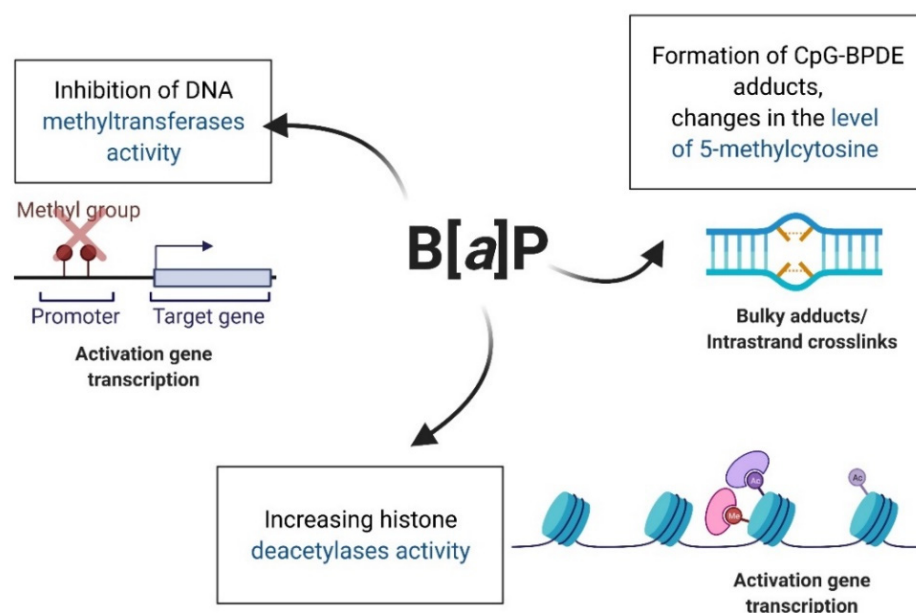 Inhibition of DNA
methyltransferases
activity
Methyl group
Promoter
Target gene
Activation gene
transcription
B[a]P
Formation of CpG-BPDE
adducts,
changes in the level
of 5-methylcytosine
Bulky adducts/
Intrastrand crosslinks
Increasing histone
deacetylases activity
Ac
Me
Ac
Activation gene
transcription